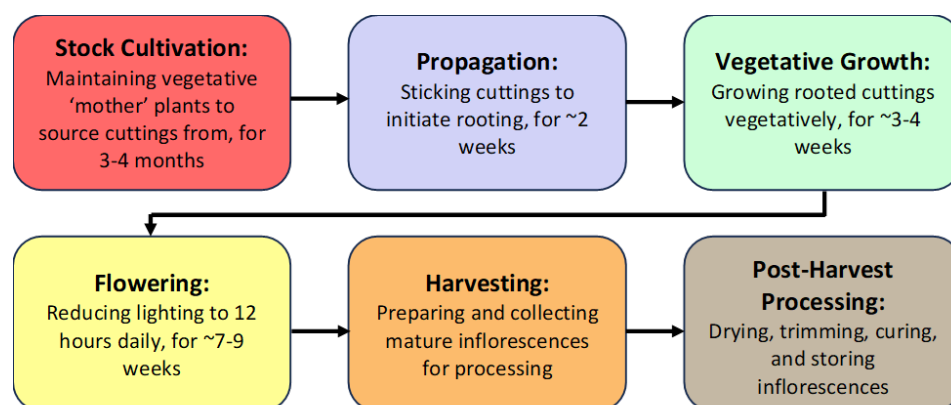 Stock Cultivation:
Maintaining vegetative
‘mother’ plants to
source cuttings from, for
3-4 months
Propagation:
Sticking cuttings to
initiate rooting, for ~2
weeks
Vegetative Growth:
Growing rooted cuttings
vegetatively, for ~3-4
weeks
Flowering:
Reducing lighting to 12
hours daily, for ~7-9
weeks
Harvesting:
Preparing and collecting
mature inflorescences
for processing
Post-Harvest
Processing:
Drying, trimming, curing,
and storing
inflorescences